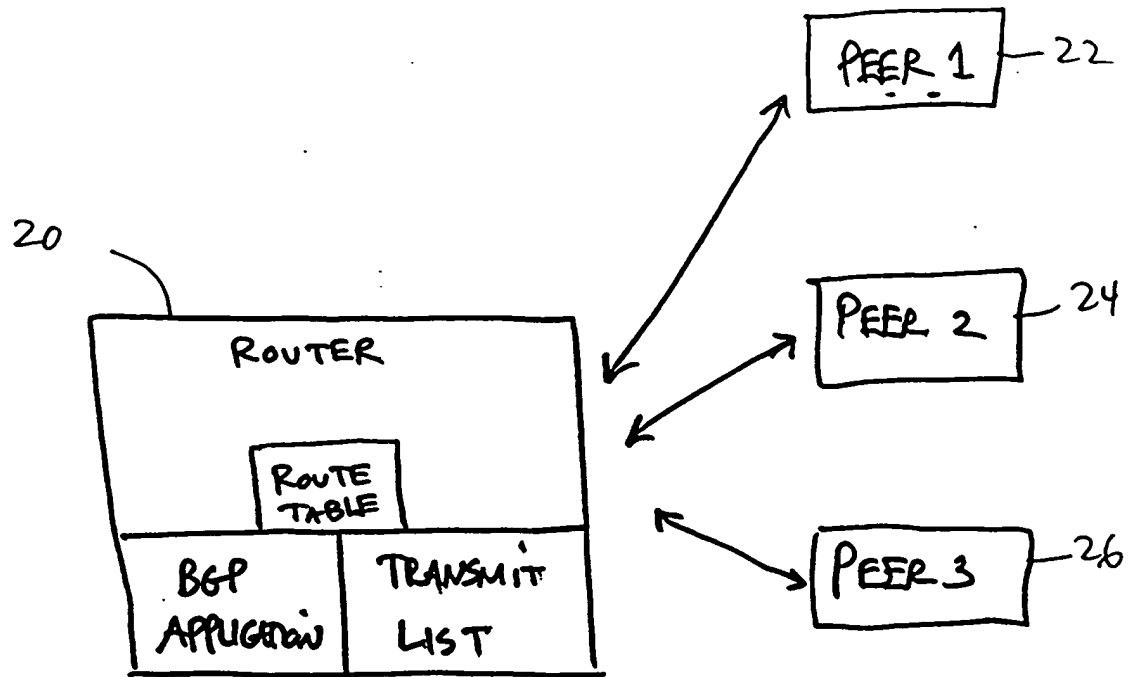 PEER 1
22
20
ROUTER
PEER 2
24
ROUTE
TABLE
BGP
APPLICATION
TRANSMIT
LIST
PEER 3
26